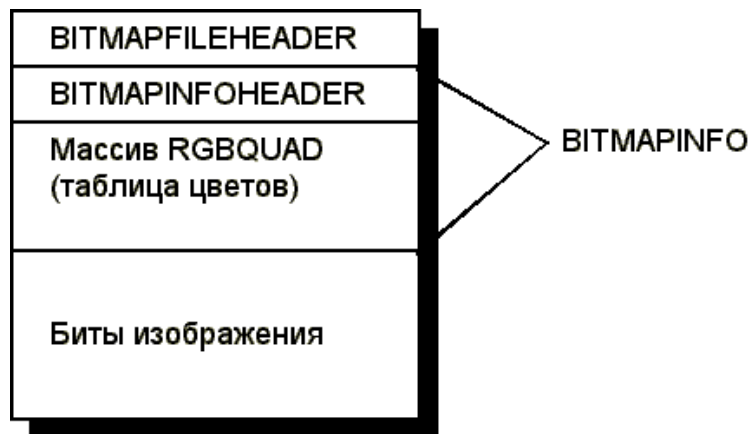 BITMAPFILEHEADER
BITMAPINFOHEADER
Массив RGBQUAD
(таблица цветов)
BITMAPINFO
Биты изображения